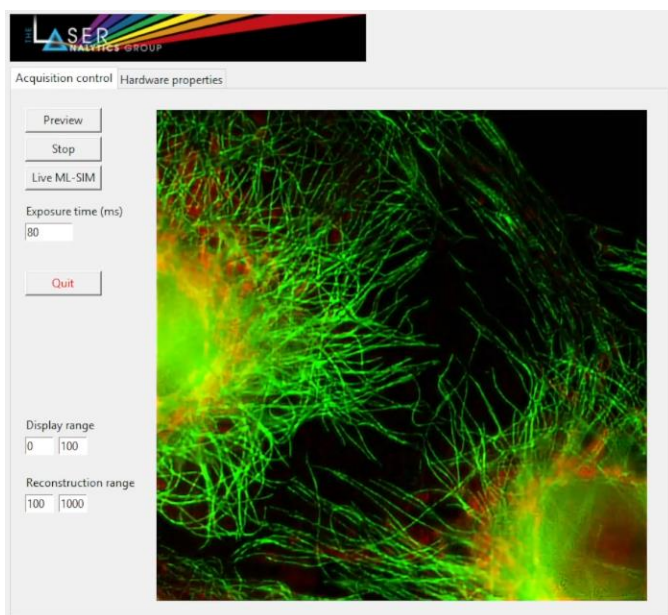 THE LASER
ANALYTICS GROUP
Acquisition control Hardware properties
Preview
Stop
Live ML-SIM
Exposure time (ms)
80
Quit
Display range
0 100
Reconstruction range
100 1000